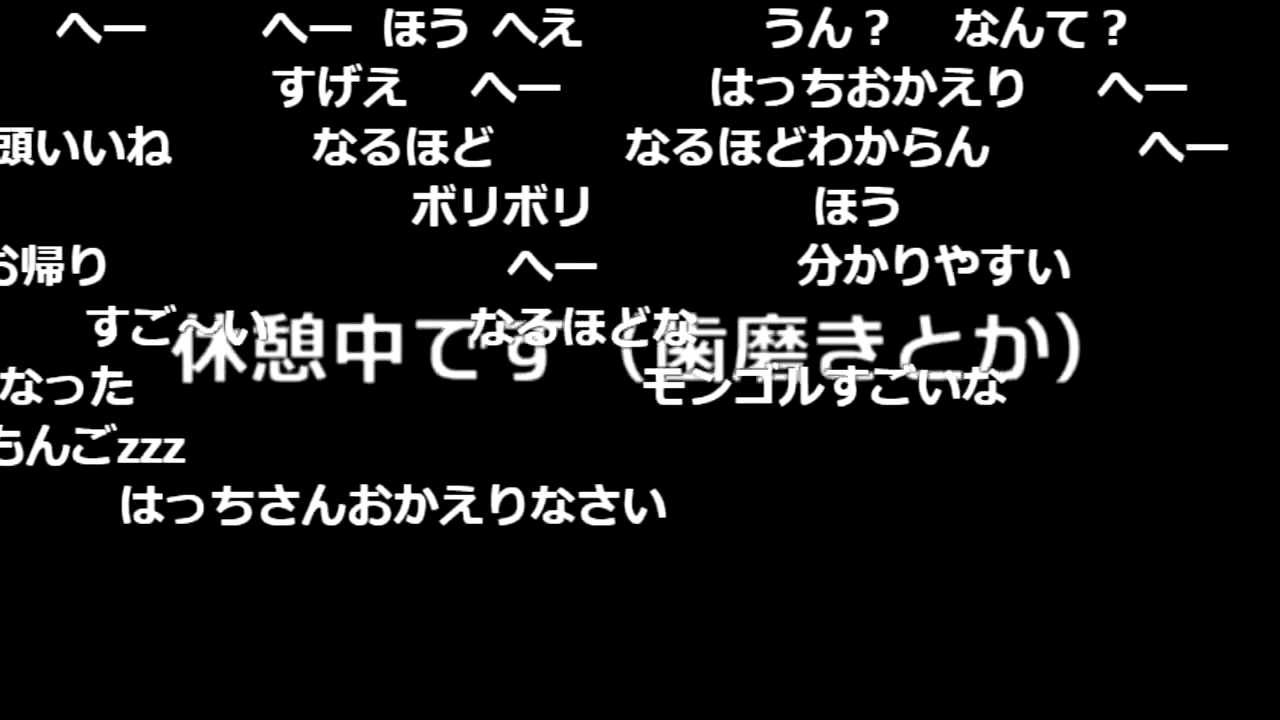 へー へー ほう へえ うん？ なんて？
すげえ へー はっちおかえり へー
頭いいね なるほど なるほどわからん へー
ボリボリ ほう
お帰り へー 分かりやすい
すご～い なるほどな
休憩中です（歯磨きとか）
なった モンゴルすごいな
もんごzzz
はっちさんおかえりなさい